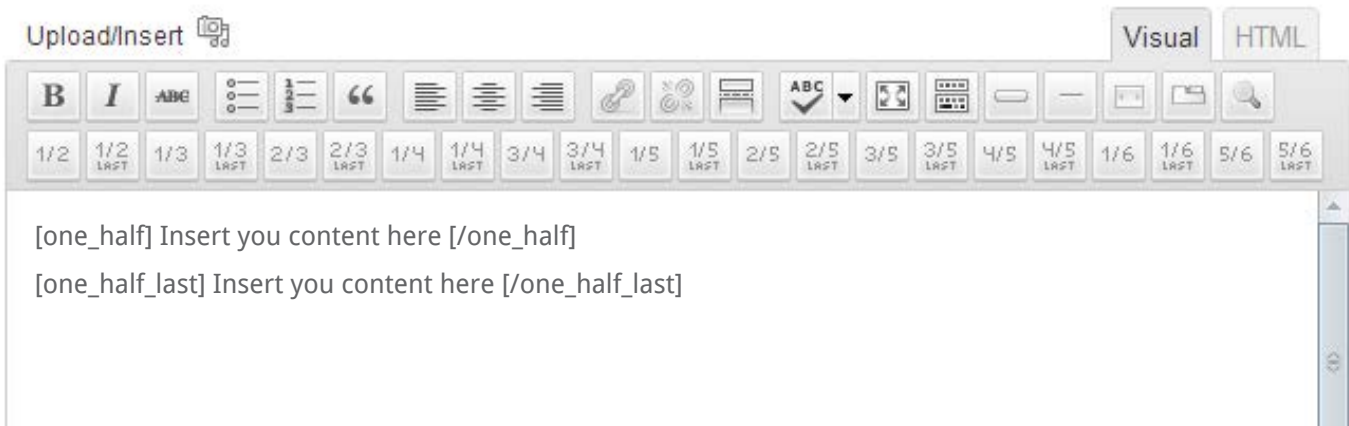 Upload/Insert Visual HTML
B I ABC 1 2 3 ABC
1/2 1/2 LAST 1/3 1/3 LAST 2/3 2/3 LAST 1/4 1/4 LAST 3/4 3/4 LAST 1/5 1/5 LAST 2/5 2/5 LAST 3/5 3/5 LAST 4/5 4/5 LAST 1/6 1/6 LAST 5/6 5/6 LAST
[one_half] Insert you content here [/one_half]
[one_half_last] Insert you content here [/one_half_last]